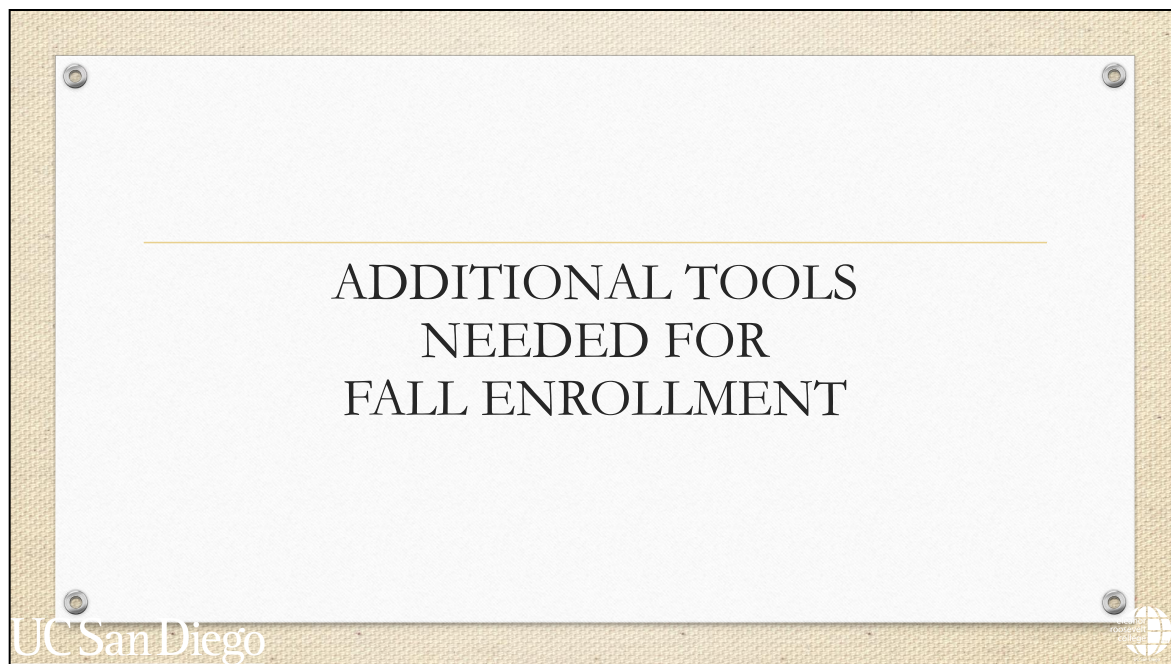 ADDITIONAL TOOLS
NEEDED FOR
FALL ENROLLMENT
UC San Diego